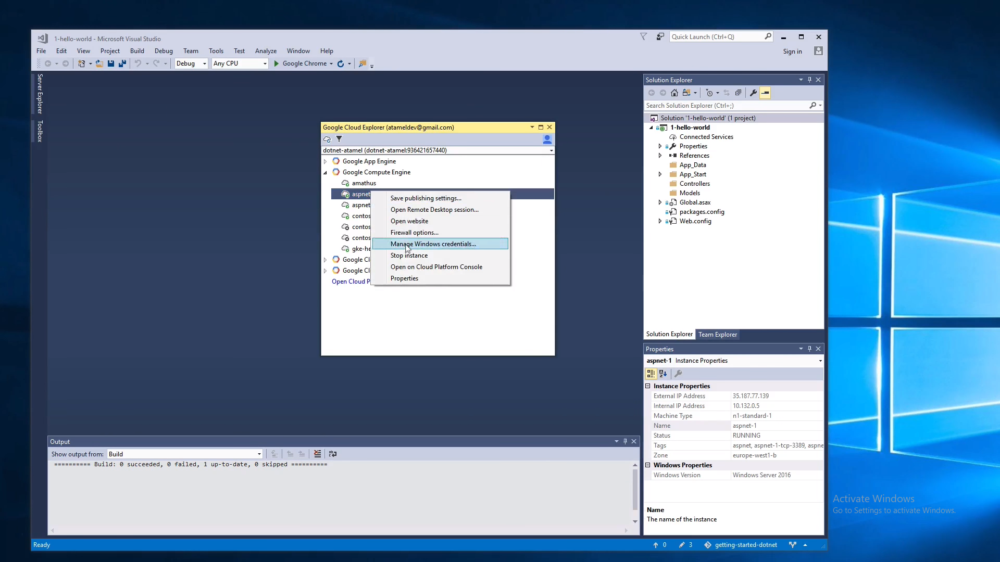 1-hello-world - Microsoft Visual Studio
Quick Launch (Ctrl+Q)
File Edit View Project Build Debug Team Tools Test Analyze Window Help
Sign in
Debug Any CPU Google Chrome
Server Explorer
Toolbox
Google Cloud Explorer (atameldev@gmail.com)
dotnet-atamel (dotnet-atamel:936421657440)
Google App Engine
Google Compute Engine
amathus
aspnet
aspnet
contos
contos
contos
gke-he
Google Cl
Google Cl
Open Cloud P
Save publishing settings...
Open Remote Desktop session...
Open website
Firewall options...
Manage Windows credentials...
Stop instance
Open on Cloud Platform Console
Properties
Solution Explorer
Search Solution Explorer (Ctrl+;)
Solution '1-hello-world' (1 project)
1-hello-world
Connected Services
Properties
References
App_Data
App_Start
Controllers
Models
Global.asax
packages.config
Web.config
Solution Explorer Team Explorer
Properties
aspnet-1 Instance Properties
Instance Properties
External IP Address 35.187.77.139
Internal IP Address 10.132.0.5
Machine Type n1-standard-1
Name aspnet-1
Status RUNNING
Tags aspnet, aspnet-1-tcp-3389, aspne
Zone europe-west1-b
Windows Properties
Windows Version Windows Server 2016
Name
The name of the instance
Output
Show output from: Build
========== Build: 0 succeeded, 0 failed, 1 up-to-date, 0 skipped ==========
Ready
0 3 getting-started-dotnet
Activate Windows
Go to Settings to activate Windows.